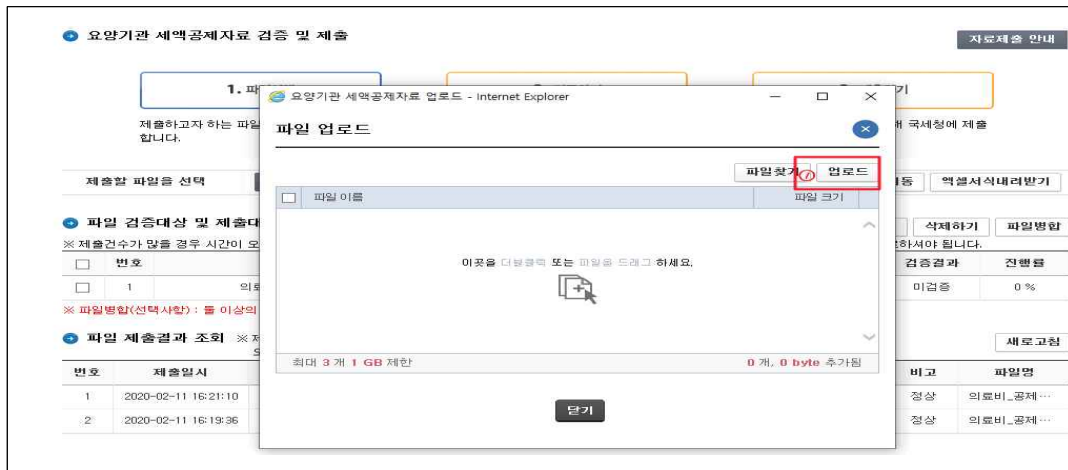 요양기관 세액공제자료 검증 및 제출
자료제출 안내
1. 파
제출하고자 하는 파일
합니다.
국세청에 제출
요양기관 세액공제자료 업로드 - Internet Explorer
파일 업로드
파일찾기
① 업로드
파일 이름
파일 크기
이곳을 더블클릭 또는 파일을 드래그 하세요.
최대 3 개 1 GB 제한
0 개, 0 byte 추가됨
닫기
제출할 파일을 선택
엑셀서식내려받기
파일 검증대상 및 제출대
삭제하기
파일병합
※ 제출건수가 많을 경우 시간이 오
하셔야 됩니다.
번호
검증결과
진행률
1
의료
미검증
0 %
※ 파일병합(선택사항) : 둘 이상의
파일 제출결과 조회
새로고침
번호
제출일시
비고
파일명
1
2020-02-11 16:21:10
정상
의료비_공제…
2
2020-02-11 16:19:36
정상
의료비_공제…